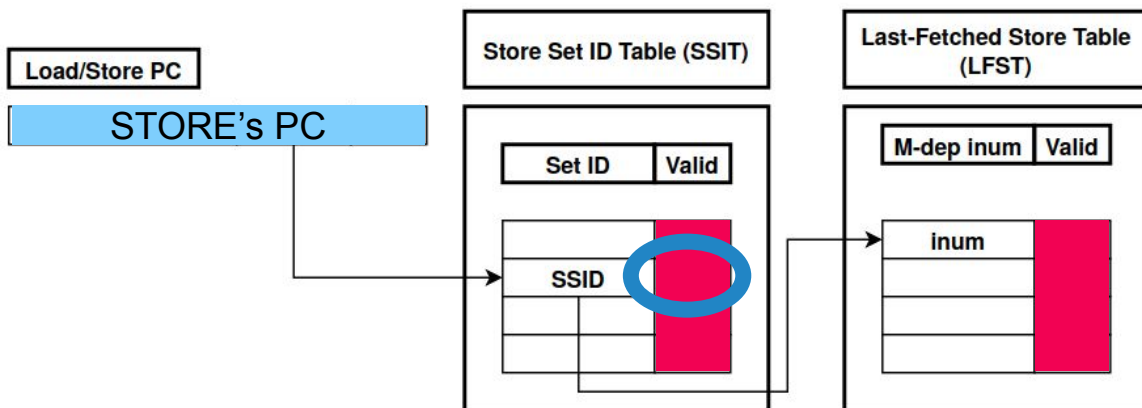 Load/Store PC
STORE's PC
Store Set ID Table (SSIT)
Set ID
Valid
SSID
Last-Fetched Store Table
(LFST)
M-dep inum
Valid
inum